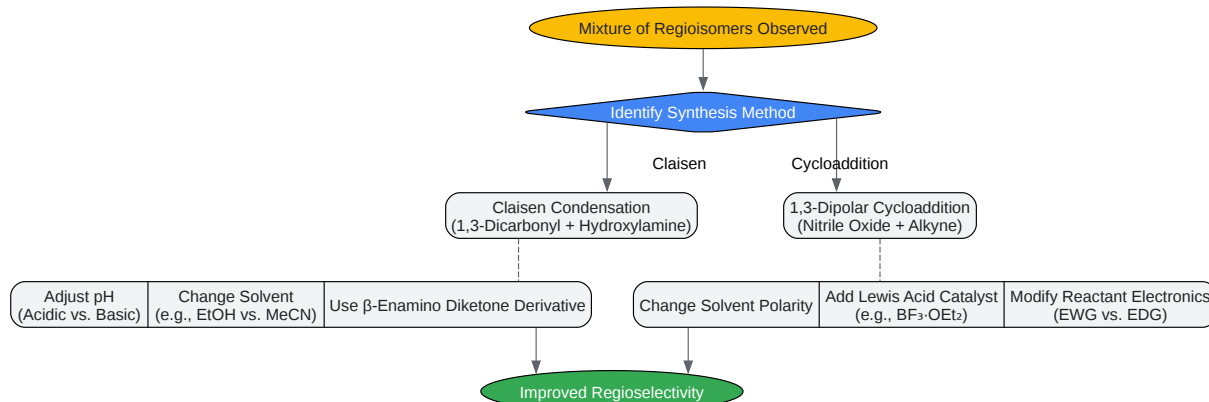 Mixture of Regioisomers Observed
Identify Synthesis Method
Claisen
Cycloaddition
Claisen Condensation
(1,3-Dicarbonyl + Hydroxylamine)
1,3-Dipolar Cycloaddition
(Nitrile Oxide + Alkyne)
Adjust pH
(Acidic vs. Basic)
Change Solvent
(e.g., EtOH vs. MeCN)
Use β-Enamino Diketone Derivative
Change Solvent Polarity
Add Lewis Acid Catalyst
(e.g., BF₃·OEt₂)
Modify Reactant Electronics
(EWG vs. EDG)
Improved Regioselectivity